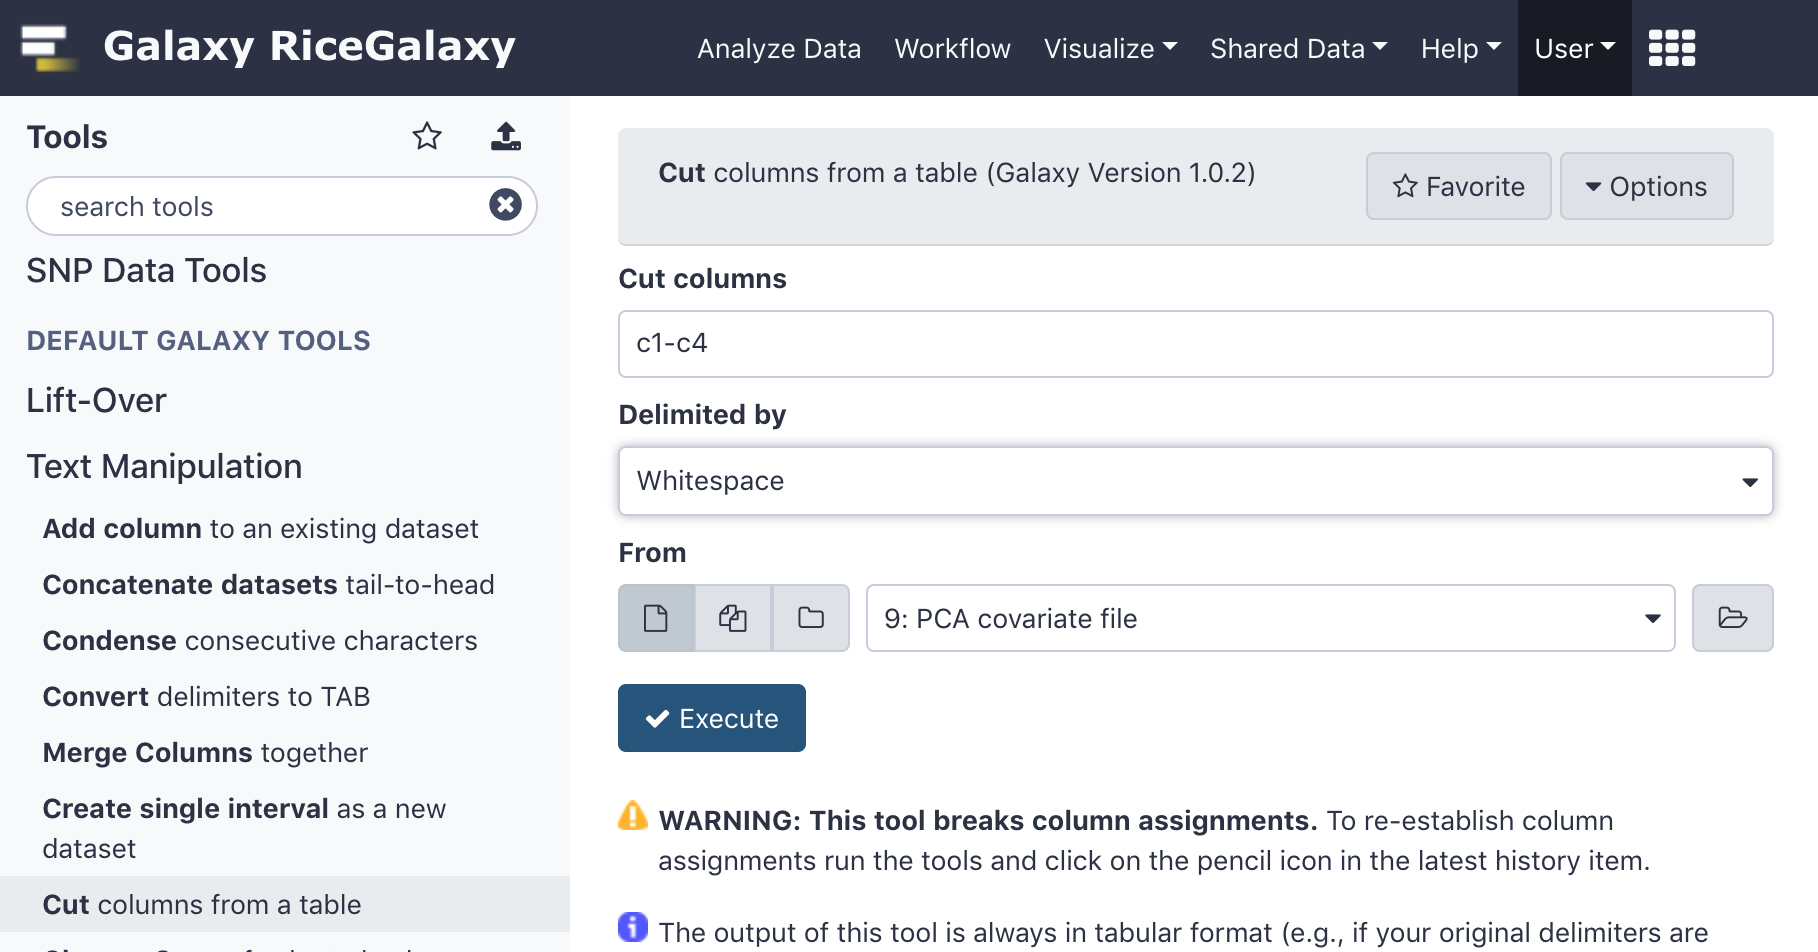 Galaxy RiceGalaxy
Analyze Data Workflow Visualize Shared Data Help User
Tools
search tools
SNP Data Tools
DEFAULT GALAXY TOOLS
Lift-Over
Text Manipulation
Add column to an existing dataset
Concatenate datasets tail-to-head
Condense consecutive characters
Convert delimiters to TAB
Merge Columns together
Create single interval as a new
dataset
Cut columns from a table
Cut columns from a table (Galaxy Version 1.0.2)
Favorite
Options
Cut columns
c1-c4
Delimited by
Whitespace
From
9: PCA covariate file
Execute
WARNING: This tool breaks column assignments. To re-establish column
assignments run the tools and click on the pencil icon in the latest history item.
The output of this tool is always in tabular format (e.g., if your original delimiters are